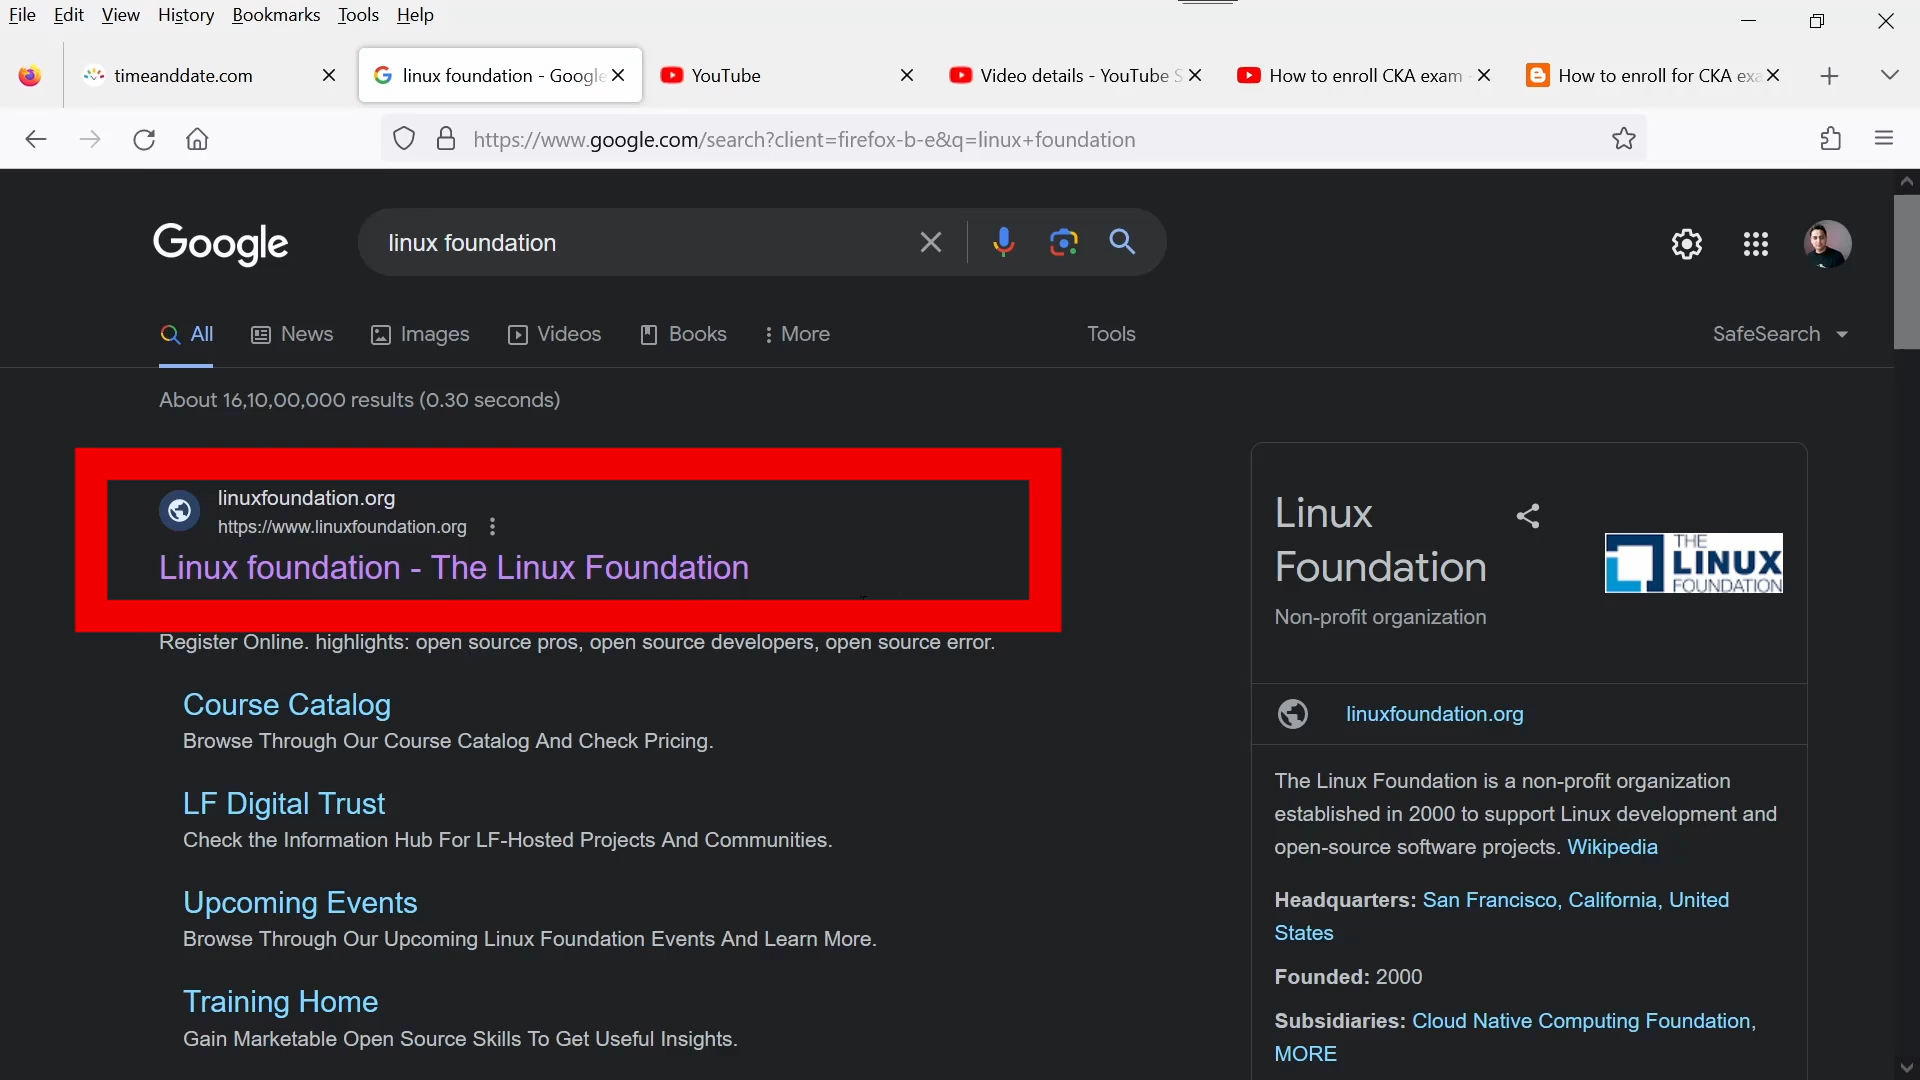 File Edit View History Bookmarks Tools Help
timeanddate.com
linux foundation - Google
YouTube
Video details - YouTube S
How to enroll CKA exam -
How to enroll for CKA exa
https://www.google.com/search?client=firefox-b-e&q=linux+foundation
Google
linux foundation
All
News
Images
Videos
Books
More
Tools
SafeSearch
About 16,10,00,000 results (0.30 seconds)
linuxfoundation.org
https://www.linuxfoundation.org
Linux foundation - The Linux Foundation
Register Online. highlights: open source pros, open source developers, open source error.
Course Catalog
Browse Through Our Course Catalog And Check Pricing.
LF Digital Trust
Check the Information Hub For LF-Hosted Projects And Communities.
Upcoming Events
Browse Through Our Upcoming Linux Foundation Events And Learn More.
Training Home
Gain Marketable Open Source Skills To Get Useful Insights.
Linux
Foundation
Non-profit organization
THE
LINUX
FOUNDATION
linuxfoundation.org
The Linux Foundation is a non-profit organization
established in 2000 to support Linux development and
open-source software projects. Wikipedia
Headquarters: San Francisco, California, United
States
Founded: 2000
Subsidiaries: Cloud Native Computing Foundation,
MORE